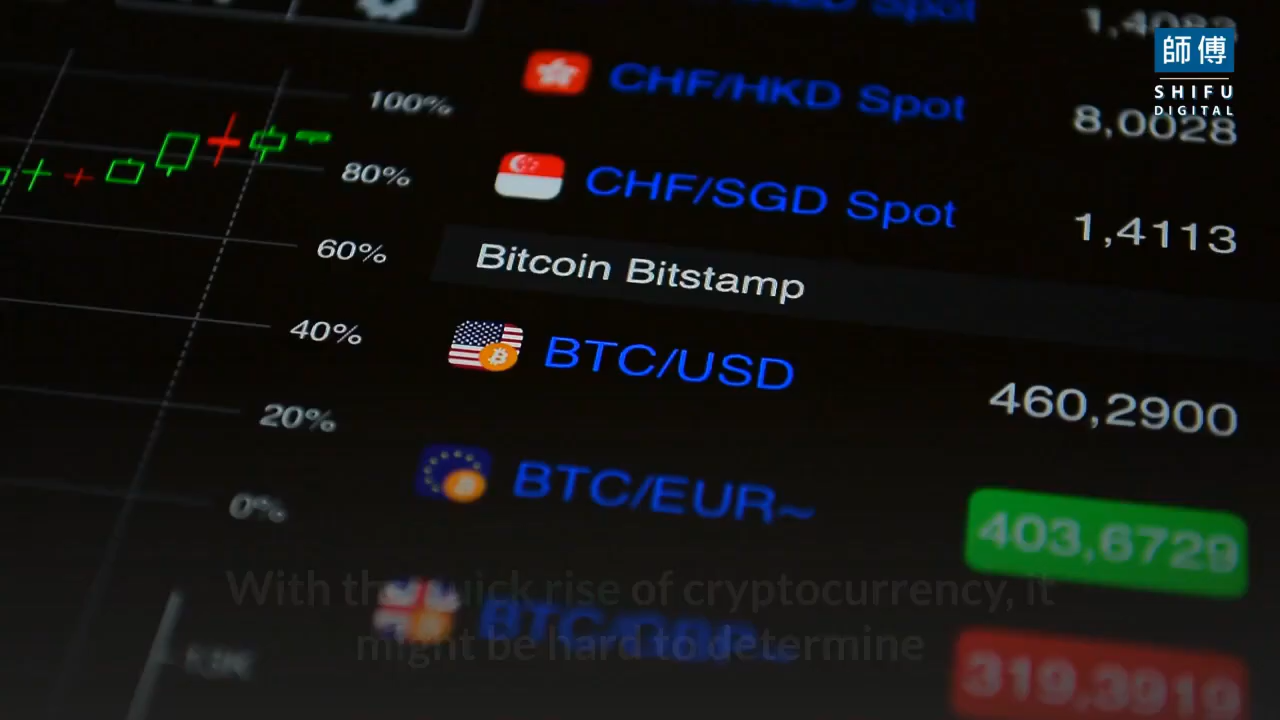 Spot
師傅
SHIFU
DIGITAL
100%
CHF/HKD Spot
8,0028
80%
CHF/SGD Spot
1,4113
60%
Bitcoin Bitstamp
40%
BTC/USD
460,2900
20%
BTC/EUR~
403,6729
0%
With the quick rise of cryptocurrency, it
might be hard to determine
319,3919